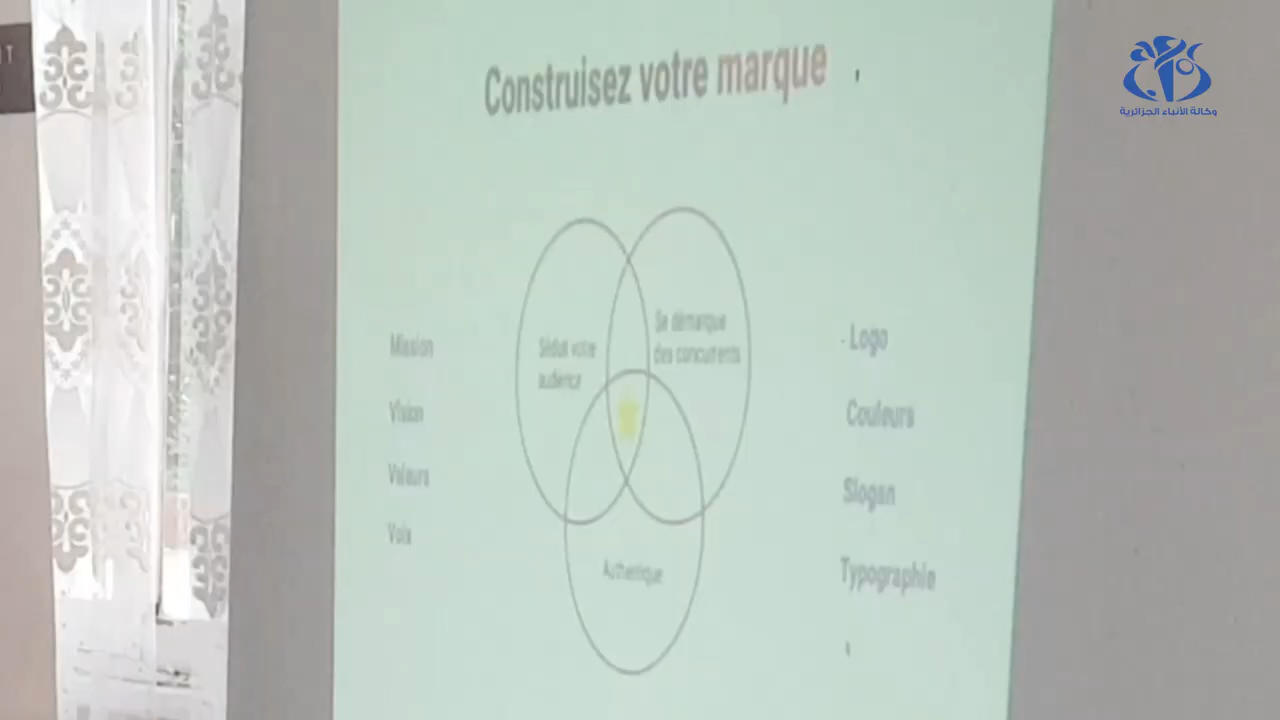 Construisez votre marque
وكالة الأنباء الجزائرية
Mission
Vision
Valeurs
Voix
Séduit votre
audience
Se démarque
des concurrents
Authentique
- Logo
Couleurs
Slogan
Typographie